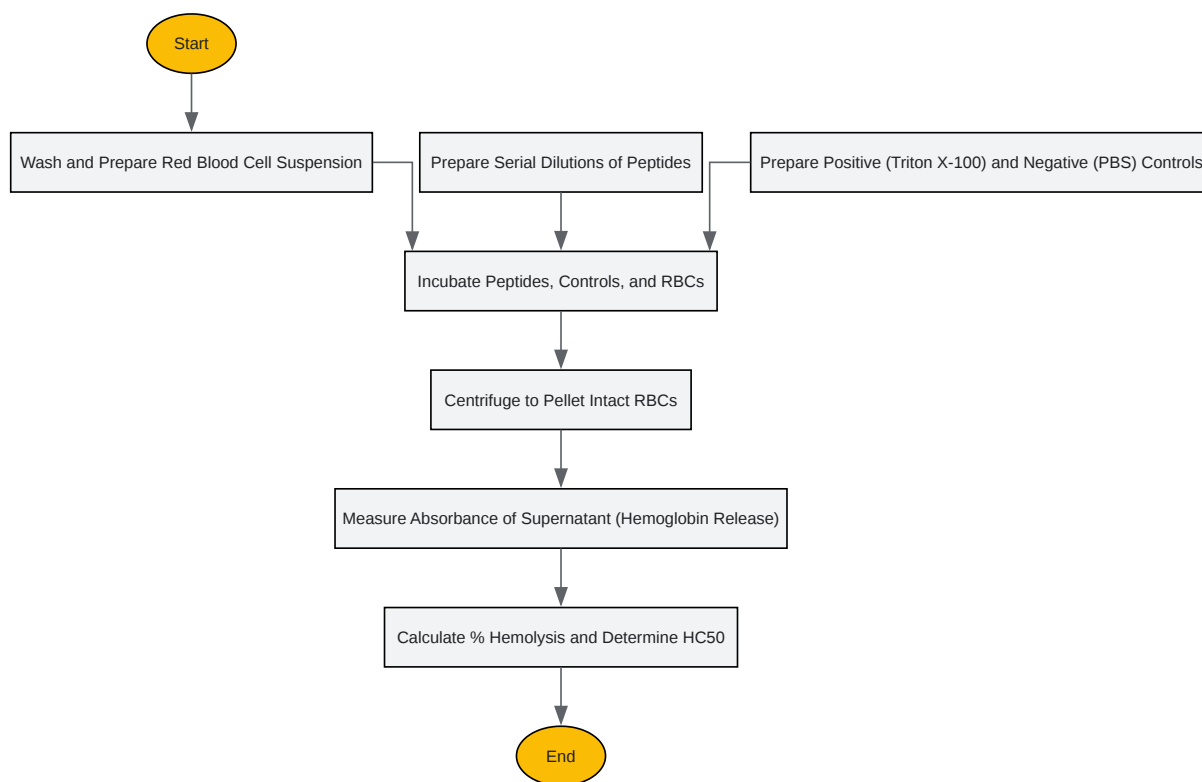 Start
Wash and Prepare Red Blood Cell Suspension
Prepare Serial Dilutions of Peptides
Prepare Positive (Triton X-100) and Negative (PBS) Controls
Incubate Peptides, Controls, and RBCs
Centrifuge to Pellet Intact RBCs
Measure Absorbance of Supernatant (Hemoglobin Release)
Calculate % Hemolysis and Determine HC50
End